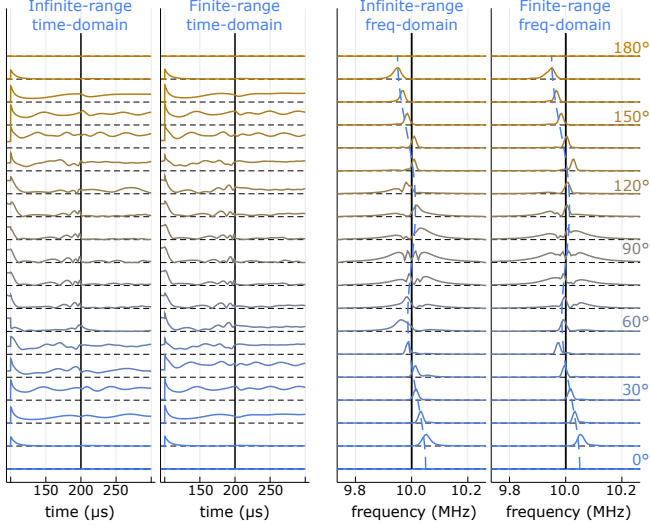 Infinite-range
time-domain
Finite-range
time-domain
Infinite-range
freq-domain
Finite-range
freq-domain
180°
150°
120°
90°
60°
30°
0°
150 200 250
150 200 250
9.8 10.0 10.2
9.8 10.0 10.2
time (μs)
time (μs)
frequency (MHz)
frequency (MHz)